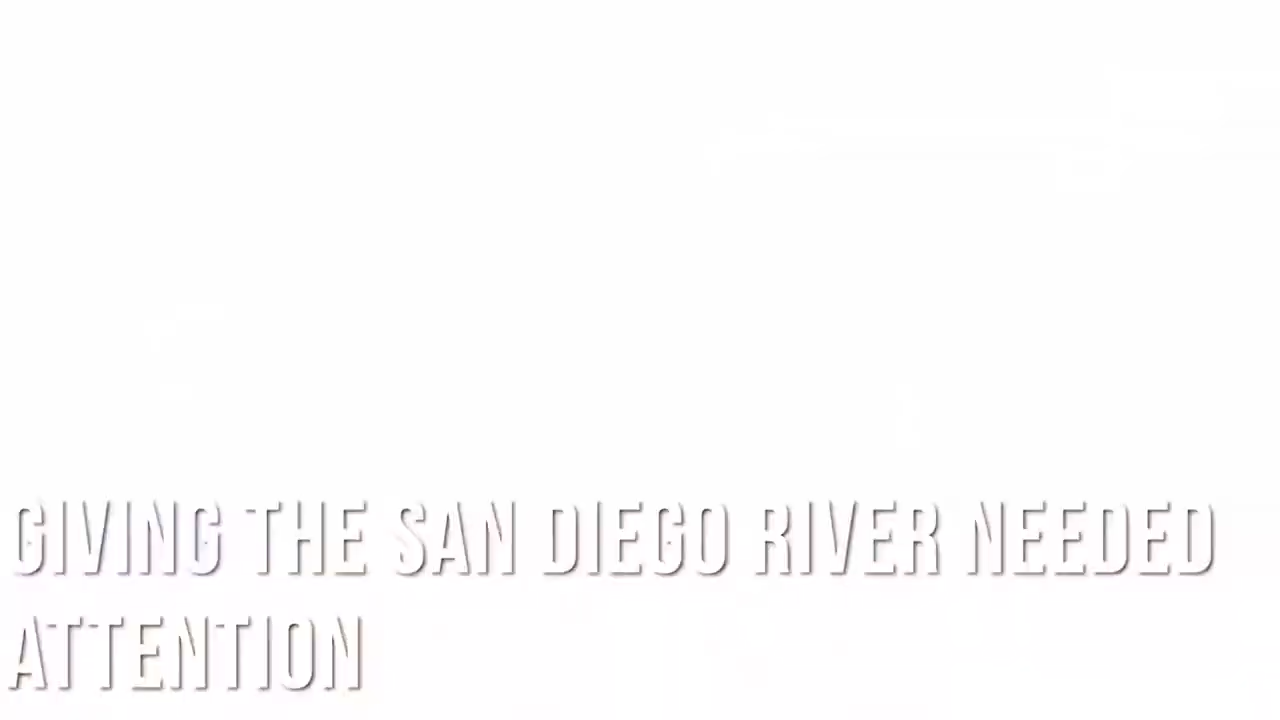 GIVING THE SAN DIEGO RIVER NEEDED
ATTENTION